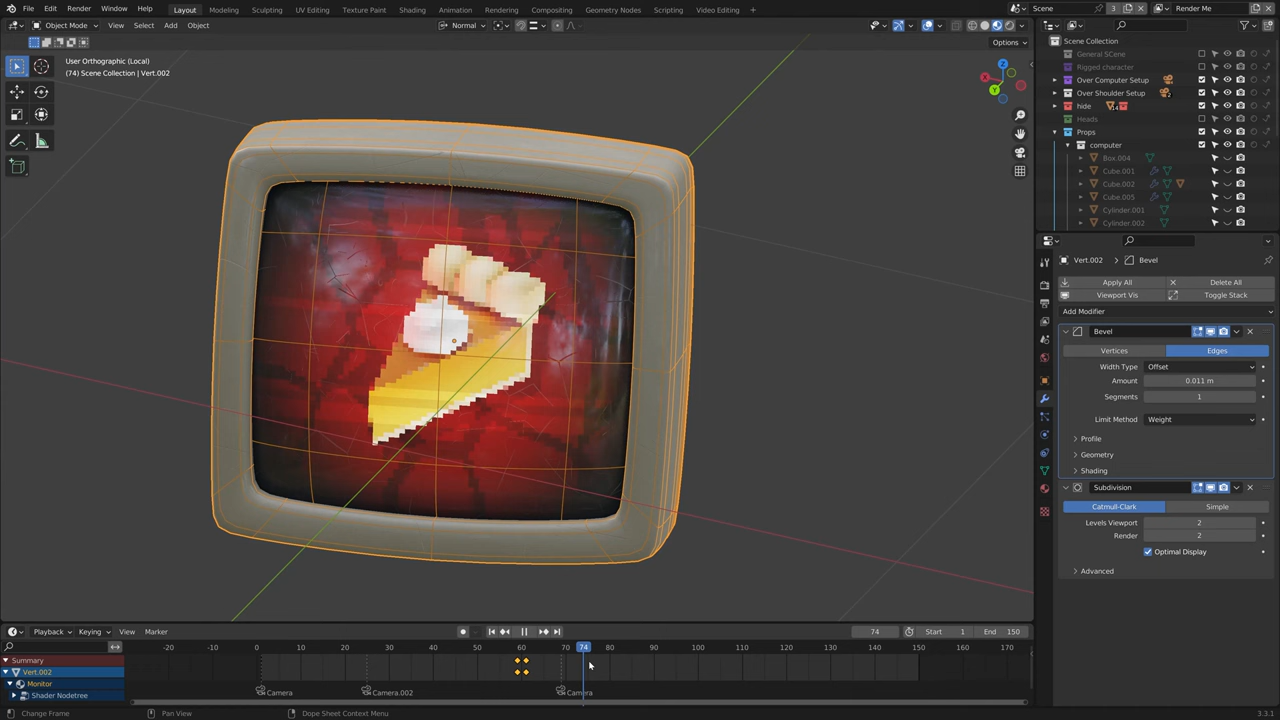 File Edit Render Window Help Layout Modeling Sculpting UV Editing Texture Paint Shading Animation Rendering Compositing Geometry Nodes Scripting Video Editing + Scene 3 Render Me
Object Mode View Select Add Object Normal
Options
User Orthographic (Local)
(74) Scene Collection | Vert.002
Z
X
Y
Scene Collection
General SCene
Rigged character
Over Computer Setup
Over Shoulder Setup
hide
Heads
Props
computer
Box.004
Cube.001
Cube.002
Cube.005
Cylinder.001
Cylinder.002
Vert.002 Bevel
Apply All Delete All
Viewport Vis Toggle Stack
Add Modifier
Bevel
Vertices Edges
Width Type Offset
Amount 0.011 m
Segments 1
Limit Method Weight
Profile
Geometry
Shading
Subdivision
Catmull-Clark Simple
Levels Viewport 2
Render 2
Optimal Display
Advanced
Playback Keying View Marker 74 Start 1 End 150
-20 -10 0 10 20 30 40 50 60 70 74 80 90 100 110 120 130 140 150 160 170
Summary
Vert.002
Monitor
Shader Nodetree
Camera Camera.002 Camera
Change Frame Pan View Dope Sheet Context Menu 3.3.1